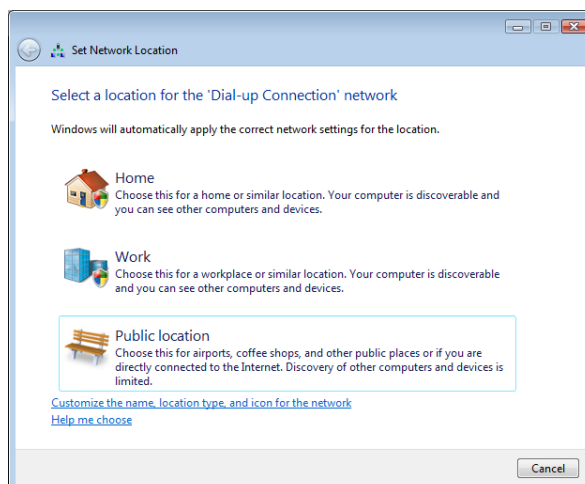 Set Network Location
Select a location for the 'Dial-up Connection' network
Windows will automatically apply the correct network settings for the location.
Home
Choose this for a home or similar location. Your computer is discoverable and
you can see other computers and devices.
Work
Choose this for a workplace or similar location. Your computer is discoverable
and you can see other computers and devices.
Public location
Choose this for airports, coffee shops, and other public places or if you are
directly connected to the Internet. Discovery of other computers and devices is
limited.
Customize the name, location type, and icon for the network
Help me choose
Cancel